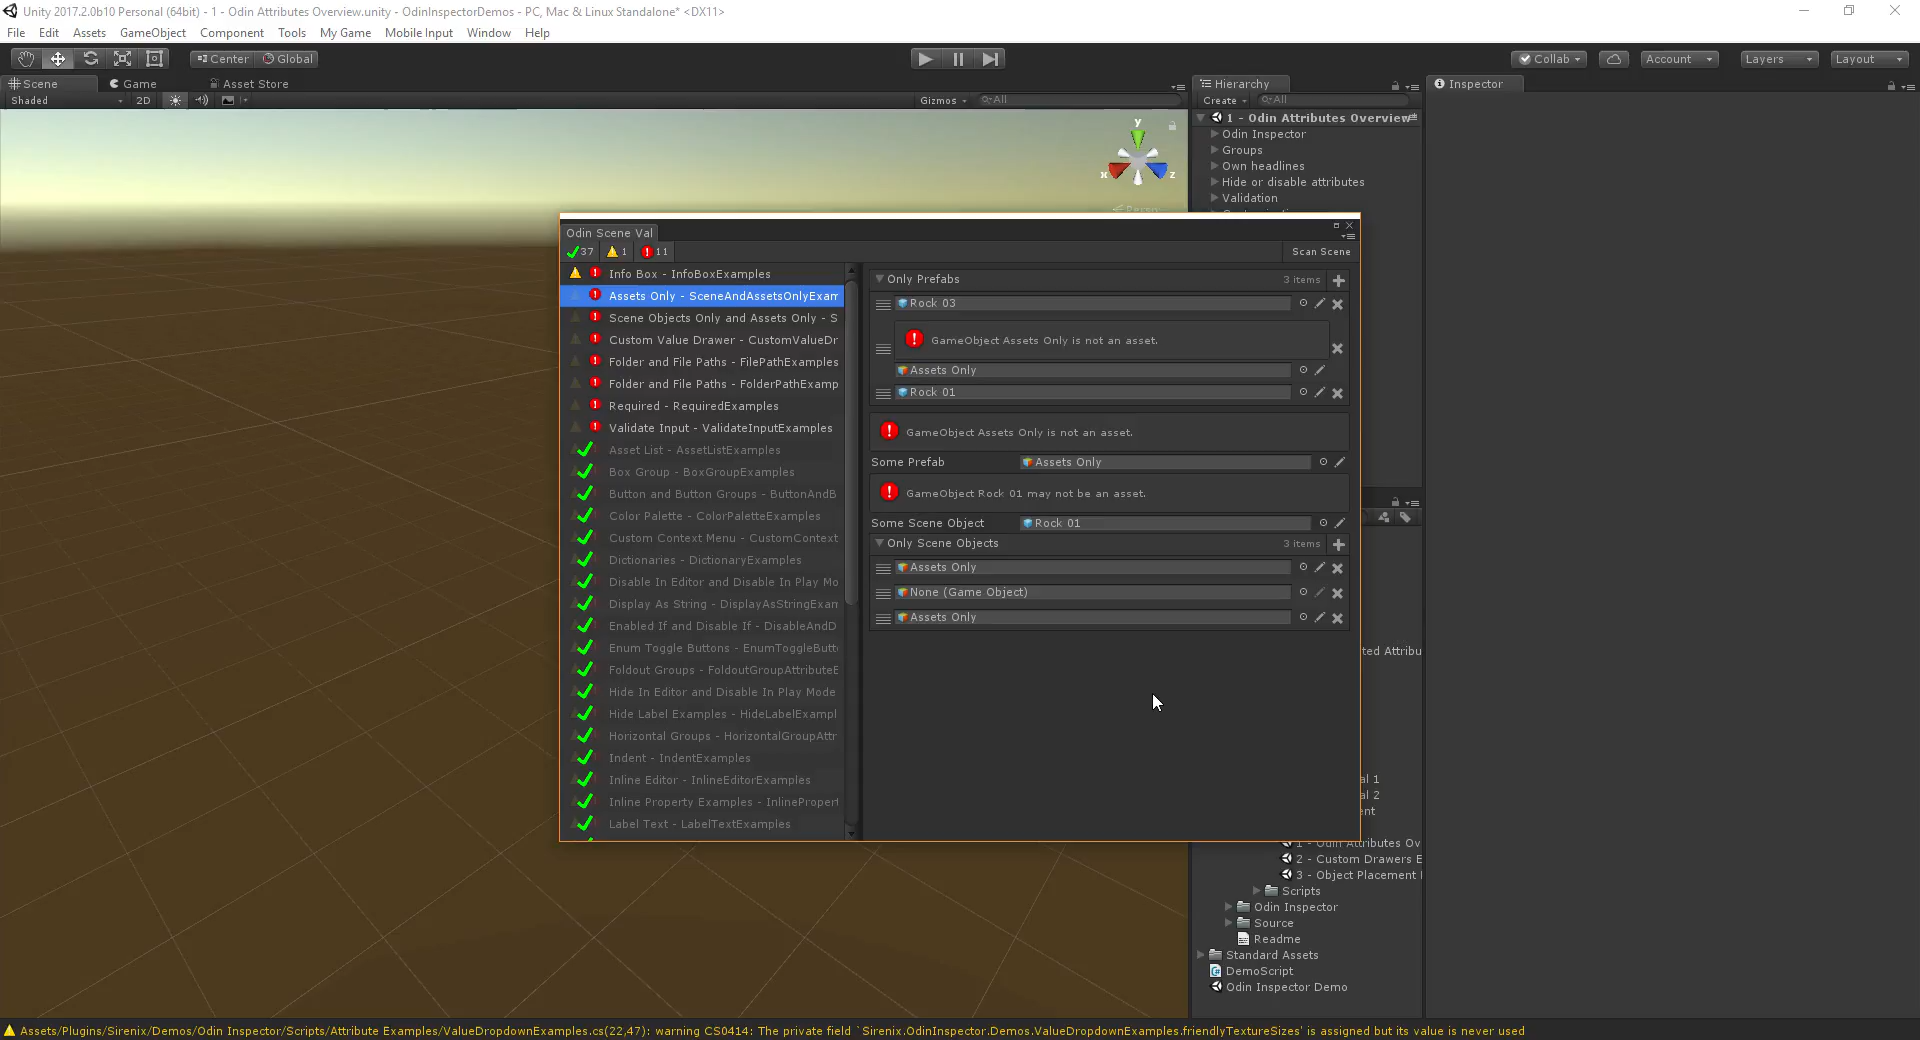 Unity 2017.2.0b10 Personal (64bit) - 1 - Odin Attributes Overview.unity - OdinInspectorDemos - PC, Mac & Linux Standalone* <DX11>
File Edit Assets GameObject Component Tools My Game Mobile Input Window Help
Center Global
Collab Account Layers Layout
Scene Game Asset Store
Shaded 2D Gizmos All
Hierarchy
Create All
1 - Odin Attributes Overview
Odin Inspector
Groups
Own headlines
Hide or disable attributes
Validation
Inspector
y
x
z
Persp
Odin Scene Val
37 1 11
Scan Scene
Info Box - InfoBoxExamples
Assets Only - SceneAndAssetsOnlyExam
Scene Objects Only and Assets Only - S
Custom Value Drawer - CustomValueDr
Folder and File Paths - FilePathExamples
Folder and File Paths - FolderPathExamp
Required - RequiredExamples
Validate Input - ValidateInputExamples
Asset List - AssetListExamples
Box Group - BoxGroupExamples
Button and Button Groups - ButtonAndB
Color Palette - ColorPaletteExamples
Custom Context Menu - CustomContext
Dictionaries - DictionaryExamples
Disable In Editor and Disable In Play Mo
Display As String - DisplayAsStringExam
Enabled If and Disable If - DisableAndD
Enum Toggle Buttons - EnumToggleButt
Foldout Groups - FoldoutGroupAttributeE
Hide In Editor and Disable In Play Mode
Hide Label Examples - HideLabelExampl
Horizontal Groups - HorizontalGroupAttr
Indent - IndentExamples
Inline Editor - InlineEditorExamples
Inline Property Examples - InlinePropert
Label Text - LabelTextExamples
Only Prefabs 3 items
Rock 03
GameObject Assets Only is not an asset.
Assets Only
Rock 01
GameObject Assets Only is not an asset.
Some Prefab Assets Only
GameObject Rock 01 may not be an asset.
Some Scene Object Rock 01
Only Scene Objects 3 items
Assets Only
None (Game Object)
Assets Only
ted Attribu
al 1
al 2
ent
1 - Odin Attributes Ov
2 - Custom Drawers E
3 - Object Placement
Scripts
Odin Inspector
Source
Readme
Standard Assets
DemoScript
Odin Inspector Demo
Assets/Plugins/Sirenix/Demos/Odin Inspector/Scripts/Attribute Examples/ValueDropdownExamples.cs(22,47): warning CS0414: The private field `Sirenix.OdinInspector.Demos.ValueDropdownExamples.friendlyTextureSizes' is assigned but its value is never used